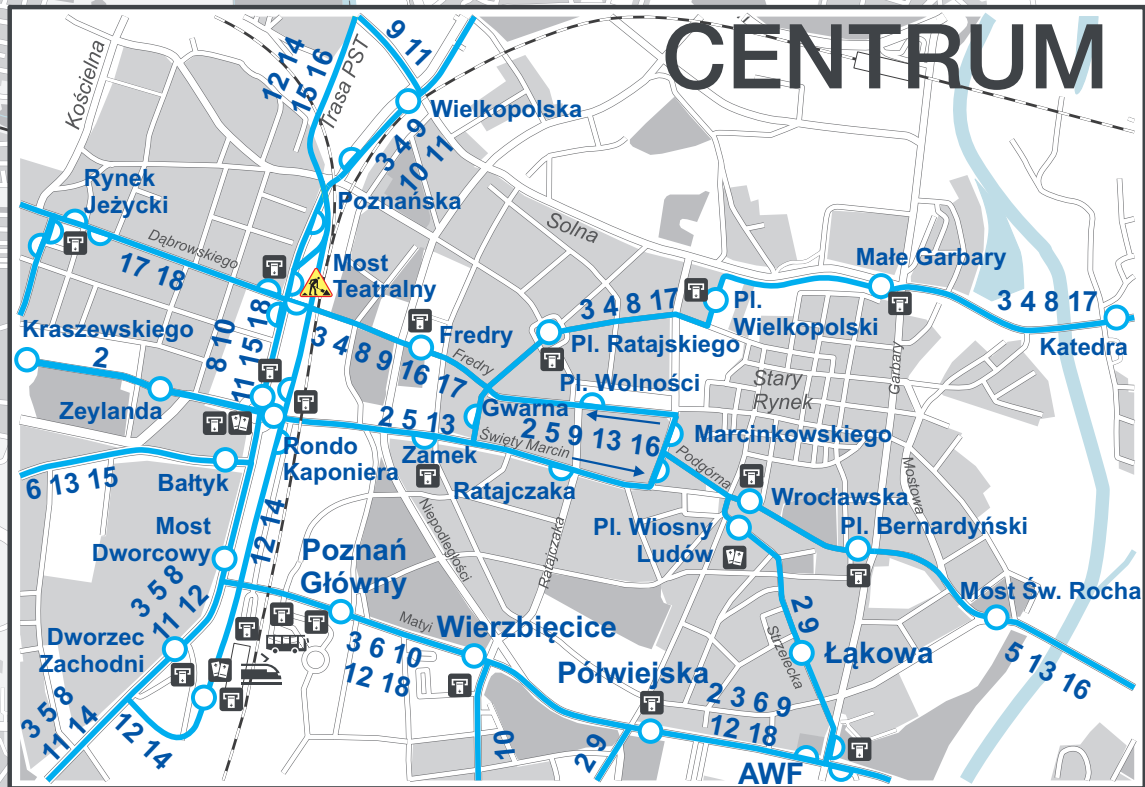 CENTRUM
Kościelna
12 14
15 16
Trasa PST
9 11
Wielkopolska
3 4 9
10 11
Rynek
Jeżycki
Poznańska
Solna
Dąbrowskiego
17 18
Most
Teatralny
Małe Garbary
3 4 8 17
Pl.
Wielkopolski
3 4 8 17
Katedra
Kraszewskiego
2
8 10
11 15 18
3 4 8 9
16 17
Fredry
Fredry
Pl. Ratajskiego
Garbary
Zeylanda
Pl. Wolności
Stary
Rynek
2 5 13
Gwarna
2 5 9 13 16
Marcinkowskiego
Rondo
Kaponiera
Zamek
Święty Marcin
Podgórna
6 13 15
Bałtyk
Ratajczaka
Wrocławska
Mostowa
Most
Dworcowy
12 14
Niepodległości
Ratajczaka
Pl. Wiosny
Ludów
Pl. Bernardyński
Poznań
Główny
3 5 8
11 12
Most Św. Rocha
Matyi
Wierzbięcice
2 9
Strzelecka
Łąkowa
Dworzec
Zachodni
3 6 10
12 18
Półwiejska
5 13 16
3 5 8
11 14
12 14
2 3 6 9
12 18
10
2 9
AWF